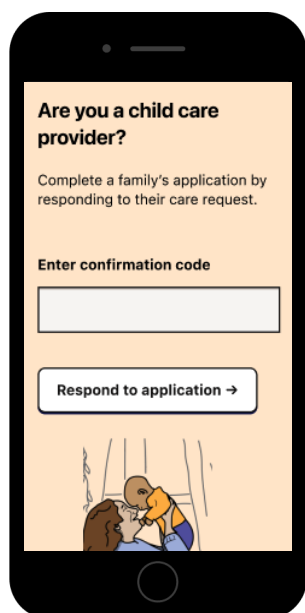 Are you a child care
provider?
Complete a family’s application by
responding to their care request.
Enter confirmation code
Respond to application →